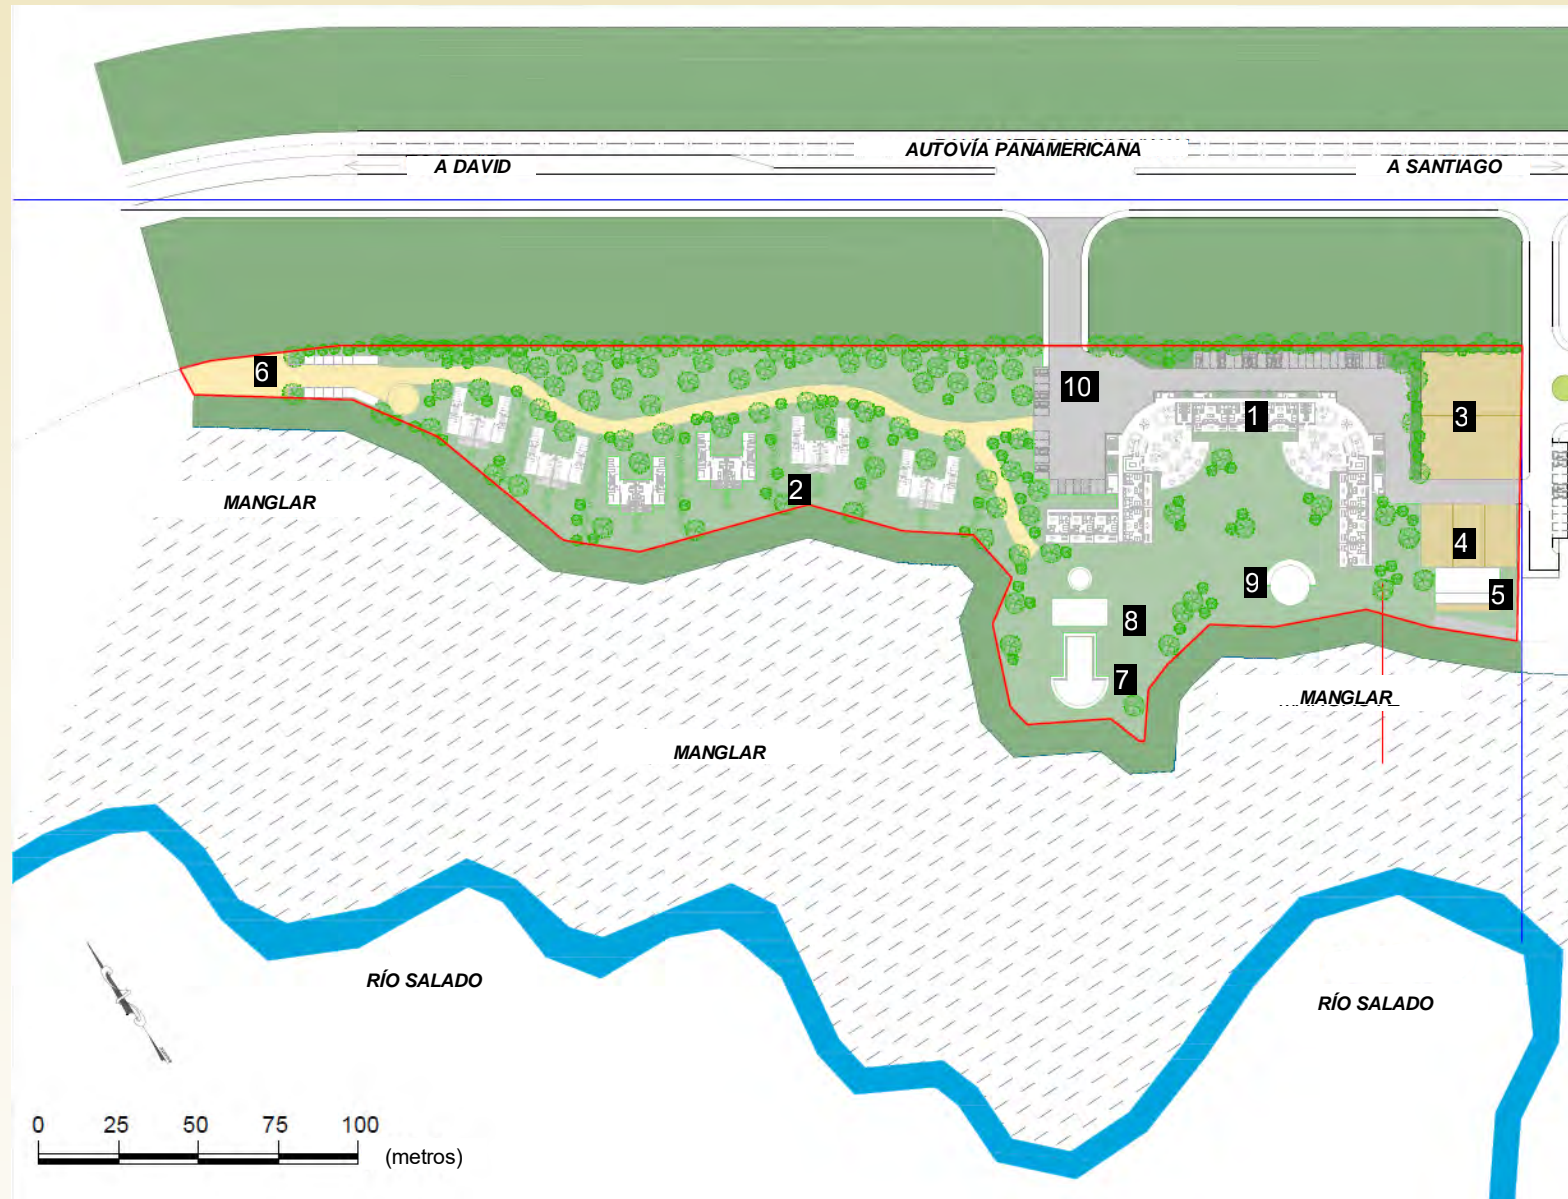 AUTOVÍA PANAMERICANA
A DAVID
A SANTIAGO
6
10
1
3
2
4
MANGLAR
9
5
8
7
MANGLAR
MANGLAR
RÍO SALADO
RÍO SALADO
0 25 50 75 100
(metros)